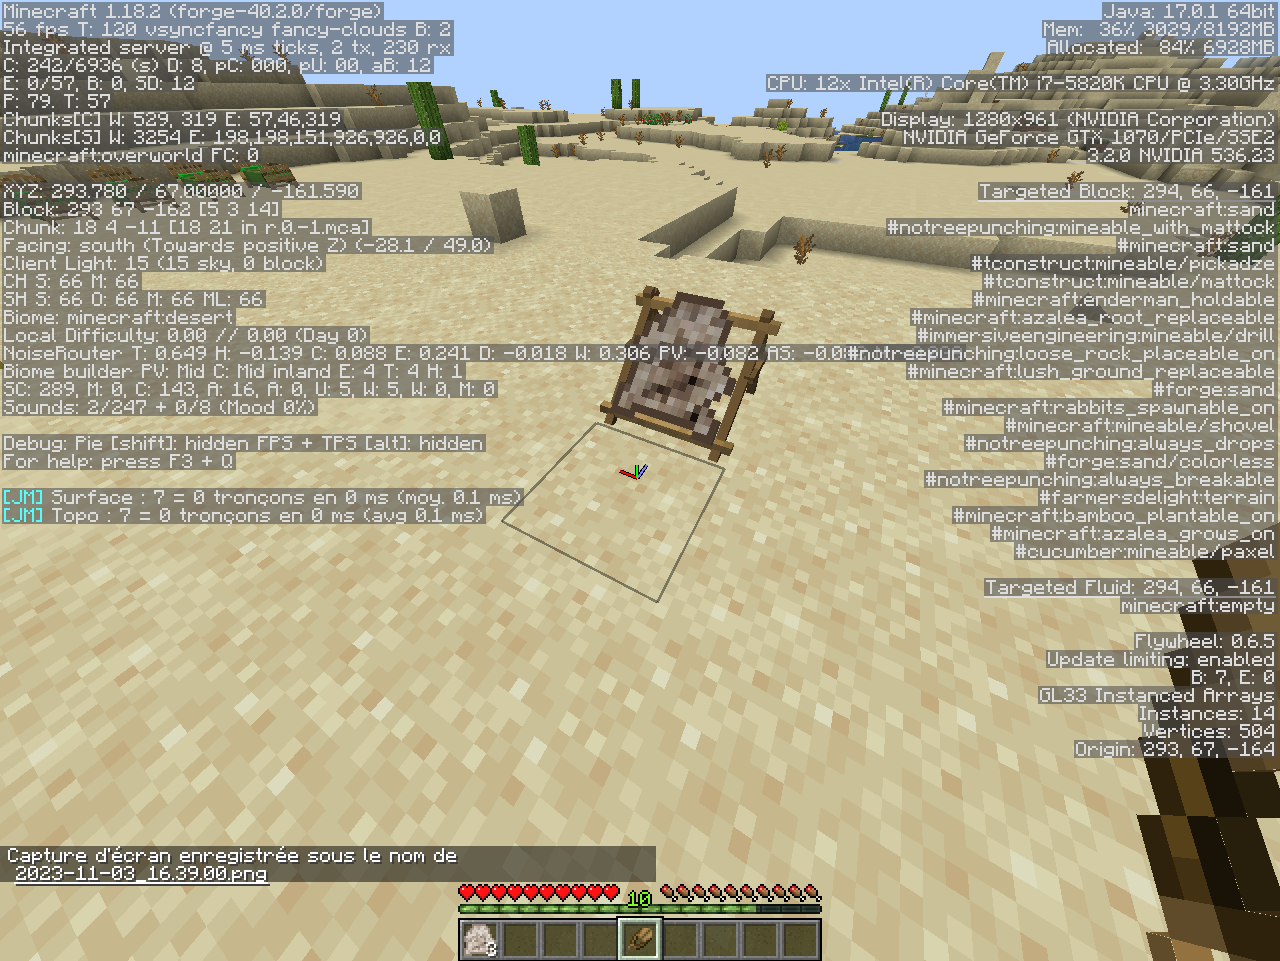 Minecraft 1.18.2 (forge-40.2.0/forge)
56 fps T: 120 vsyncfancy fancy-clouds B: 2
Integrated server @ 5 ms ticks, 2 tx, 230 rx
C: 242/6936 (s) D: 8, pC: 000, pU: 00, aB: 12
E: 0/57, B: 0, SD: 12
P: 79. T: 57
Chunks[C] W: 529, 319 E: 57,46,319
Chunks[S] W: 3254 E: 198,198,151,926,926,0,0
minecraft:overworld FC: 0
XYZ: 293.780 / 67.00000 / -161.590
Block: 293 67 -162 [5 3 14]
Chunk: 18 4 -11 [18 21 in r.0.-1.mca]
Facing: south (Towards positive Z) (-28.1 / 49.0)
Client Light: 15 (15 sky, 0 block)
CH S: 66 M: 66
SH S: 66 O: 66 M: 66 ML: 66
Biome: minecraft:desert
Local Difficulty: 0.00 // 0.00 (Day 0)
NoiseRouter T: 0.649 H: -0.139 C: 0.088 E: 0.241 D: -0.018 W: 0.306 PV: -0.082 AS: -0.0
Biome builder PV: Mid C: Mid inland E: 4 T: 4 H: 1
SC: 289, M: 0, C: 143, A: 16, A: 0, U: 5, W: 5, W: 0, M: 0
Sounds: 2/247 + 0/8 (Mood 0%)
Debug: Pie [shift]: hidden FPS + TPS [alt]: hidden
For help: press F3 + Q
[JM] Surface : 7 = 0 tronçons en 0 ms (moy. 0.1 ms)
[JM] Topo : 7 = 0 tronçons en 0 ms (avg 0.1 ms)
Java: 17.0.1 64bit
Mem: 36% 3029/8192MB
Allocated: 84% 6928MB
CPU: 12x Intel(R) Core(TM) i7-5820K CPU @ 3.30GHz
Display: 1280x961 (NVIDIA Corporation)
NVIDIA GeForce GTX 1070/PCIe/SSE2
3.2.0 NVIDIA 536.23
Targeted Block: 294, 66, -161
minecraft:sand
#notreepunching:mineable_with_mattock
#minecraft:sand
#tconstruct:mineable/pickadze
#tconstruct:mineable/mattock
#minecraft:enderman_holdable
#minecraft:azalea_root_replaceable
#immersiveengineering:mineable/drill
#notreepunching:loose_rock_placeable_on
#minecraft:lush_ground_replaceable
#forge:sand
#minecraft:rabbits_spawnable_on
#minecraft:mineable/shovel
#notreepunching:always_drops
#forge:sand/colorless
#notreepunching:always_breakable
#farmersdelight:terrain
#minecraft:bamboo_plantable_on
#minecraft:azalea_grows_on
#cucumber:mineable/paxel
Targeted Fluid: 294, 66, -161
minecraft:empty
Flywheel: 0.6.5
Update limiting: enabled
B: 7, E: 0
GL33 Instanced Arrays
Instances: 14
Vertices: 504
Origin: 293, 67, -164
Capture d'écran enregistrée sous le nom de
2023-11-03_16.39.00.png
10
8